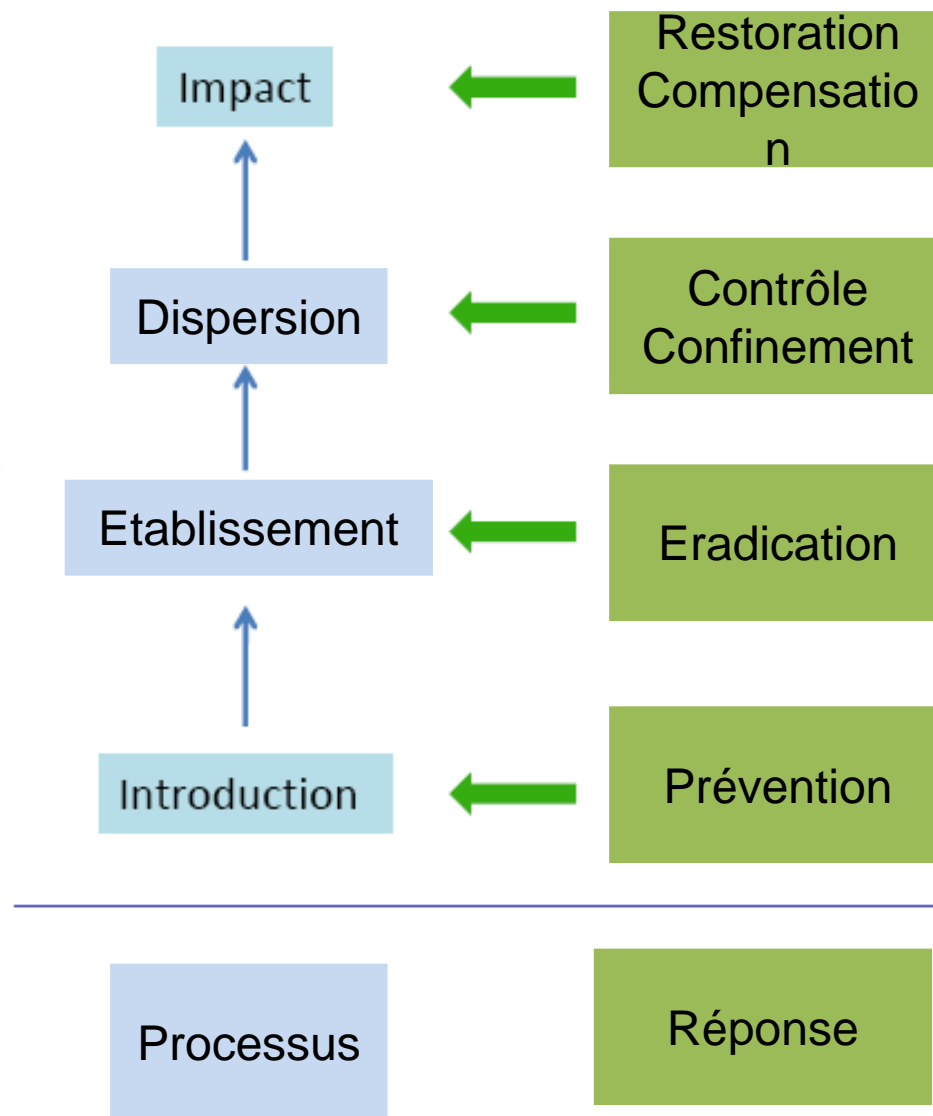 Impact
Restoration
Compensatio
n
Dispersion
Contrôle
Confinement
Etablissement
Eradication
Introduction
Prévention
Processus
Réponse